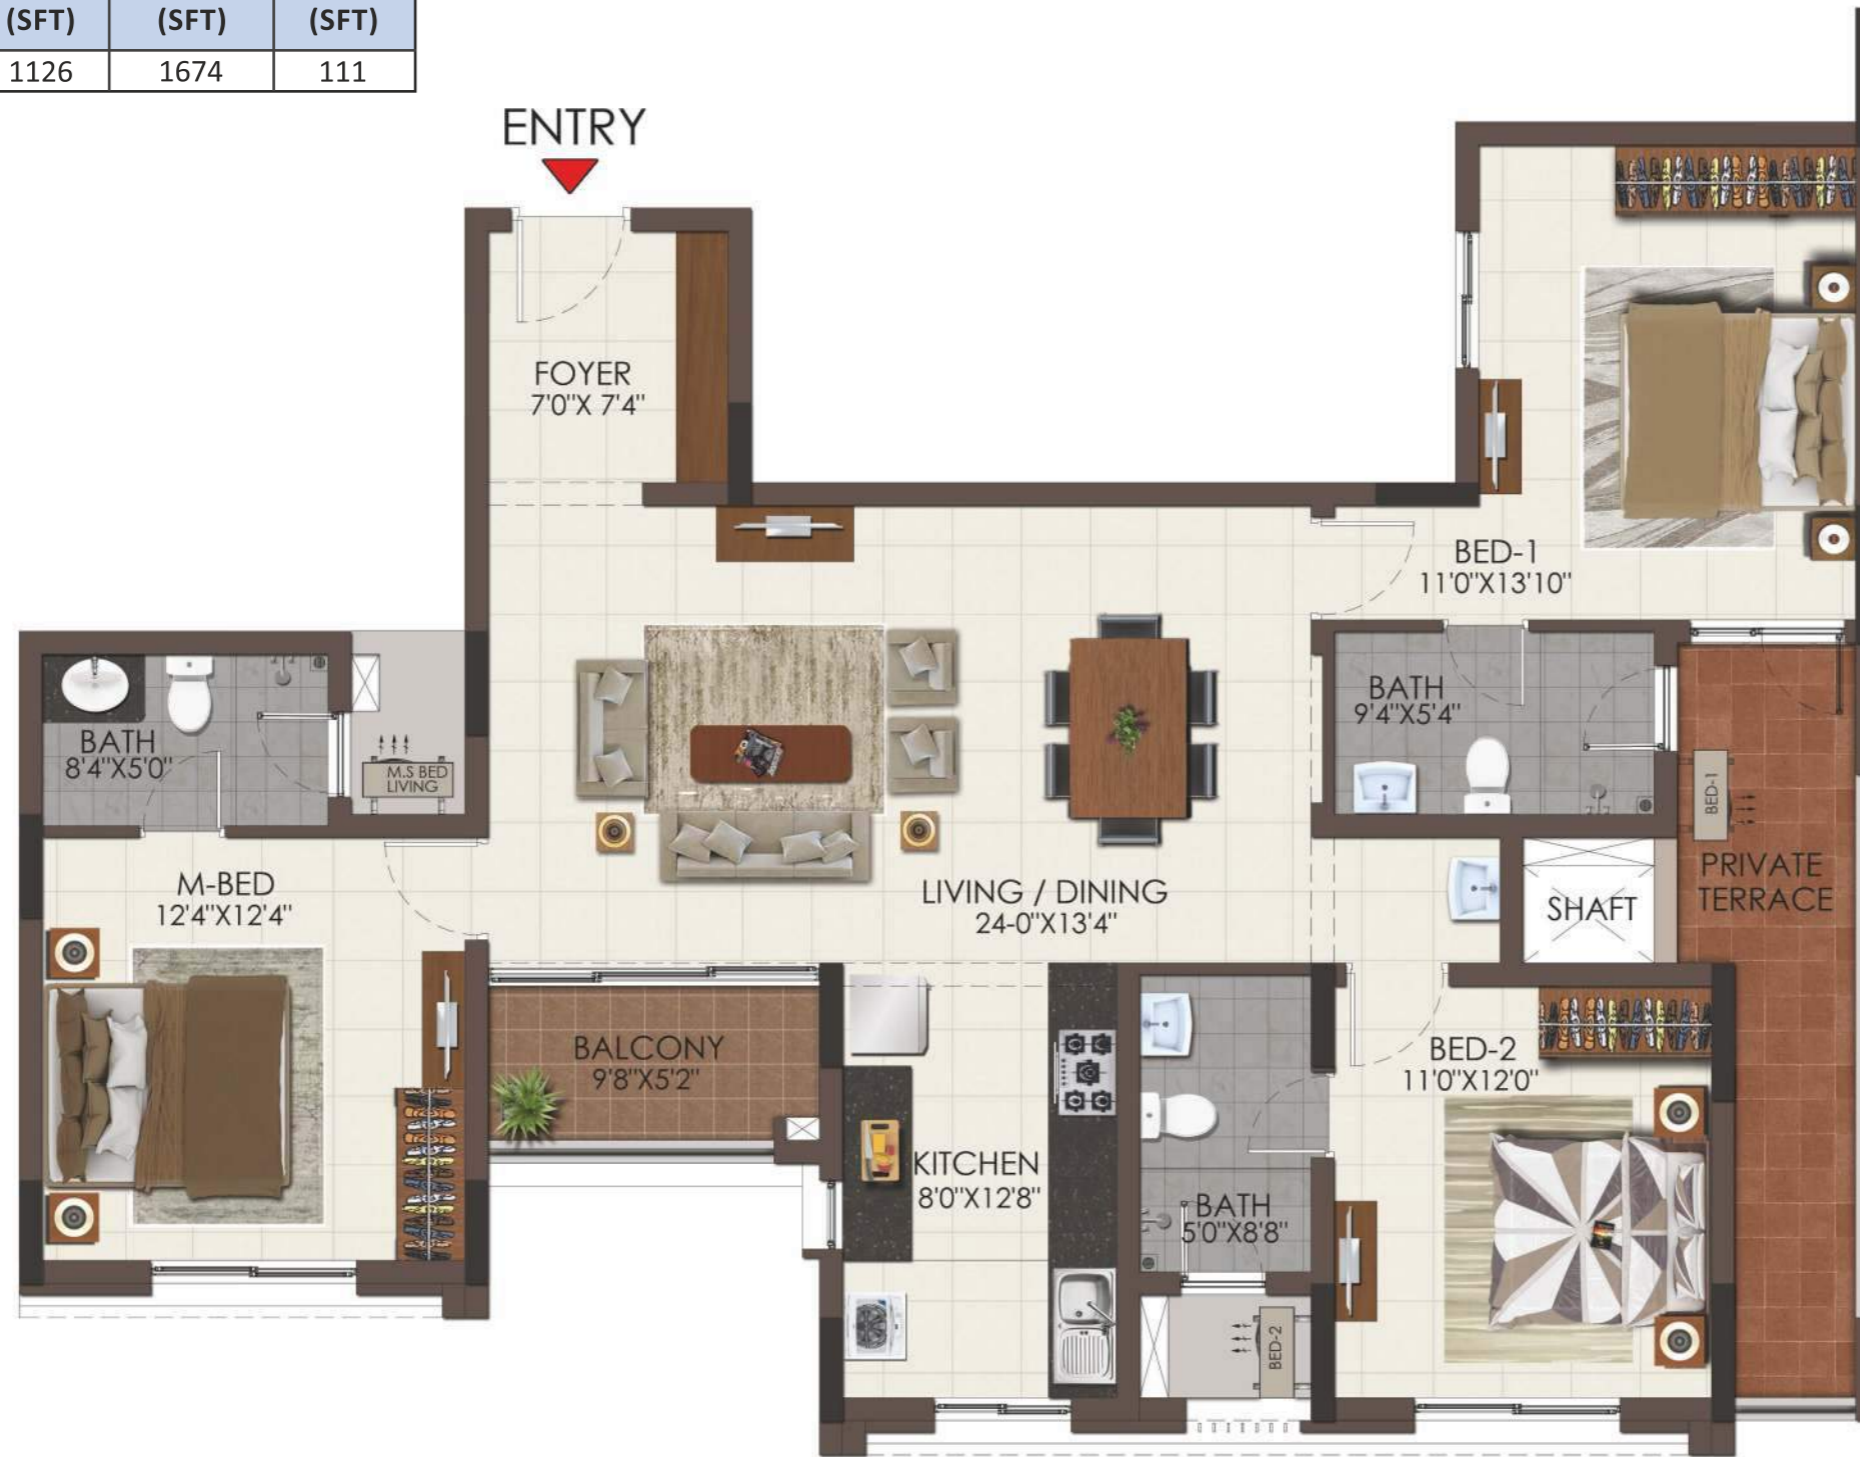 (SFT) (SFT) (SFT)
1126 1674 111
ENTRY
FOYER
7'0"X 7'4"
BED-1
11'0"X13'10"
BATH
9'4"X5'4"
BATH
8'4"X5'0"
M.S BED
LIVING
BED-1
PRIVATE
TERRACE
M-BED
12'4"X12'4"
LIVING / DINING
24-0"X13'4"
SHAFT
BALCONY
9'8"X5'2"
BED-2
11'0"X12'0"
KITCHEN
8'0"X12'8"
BATH
5'0"X8'8"
BED-2